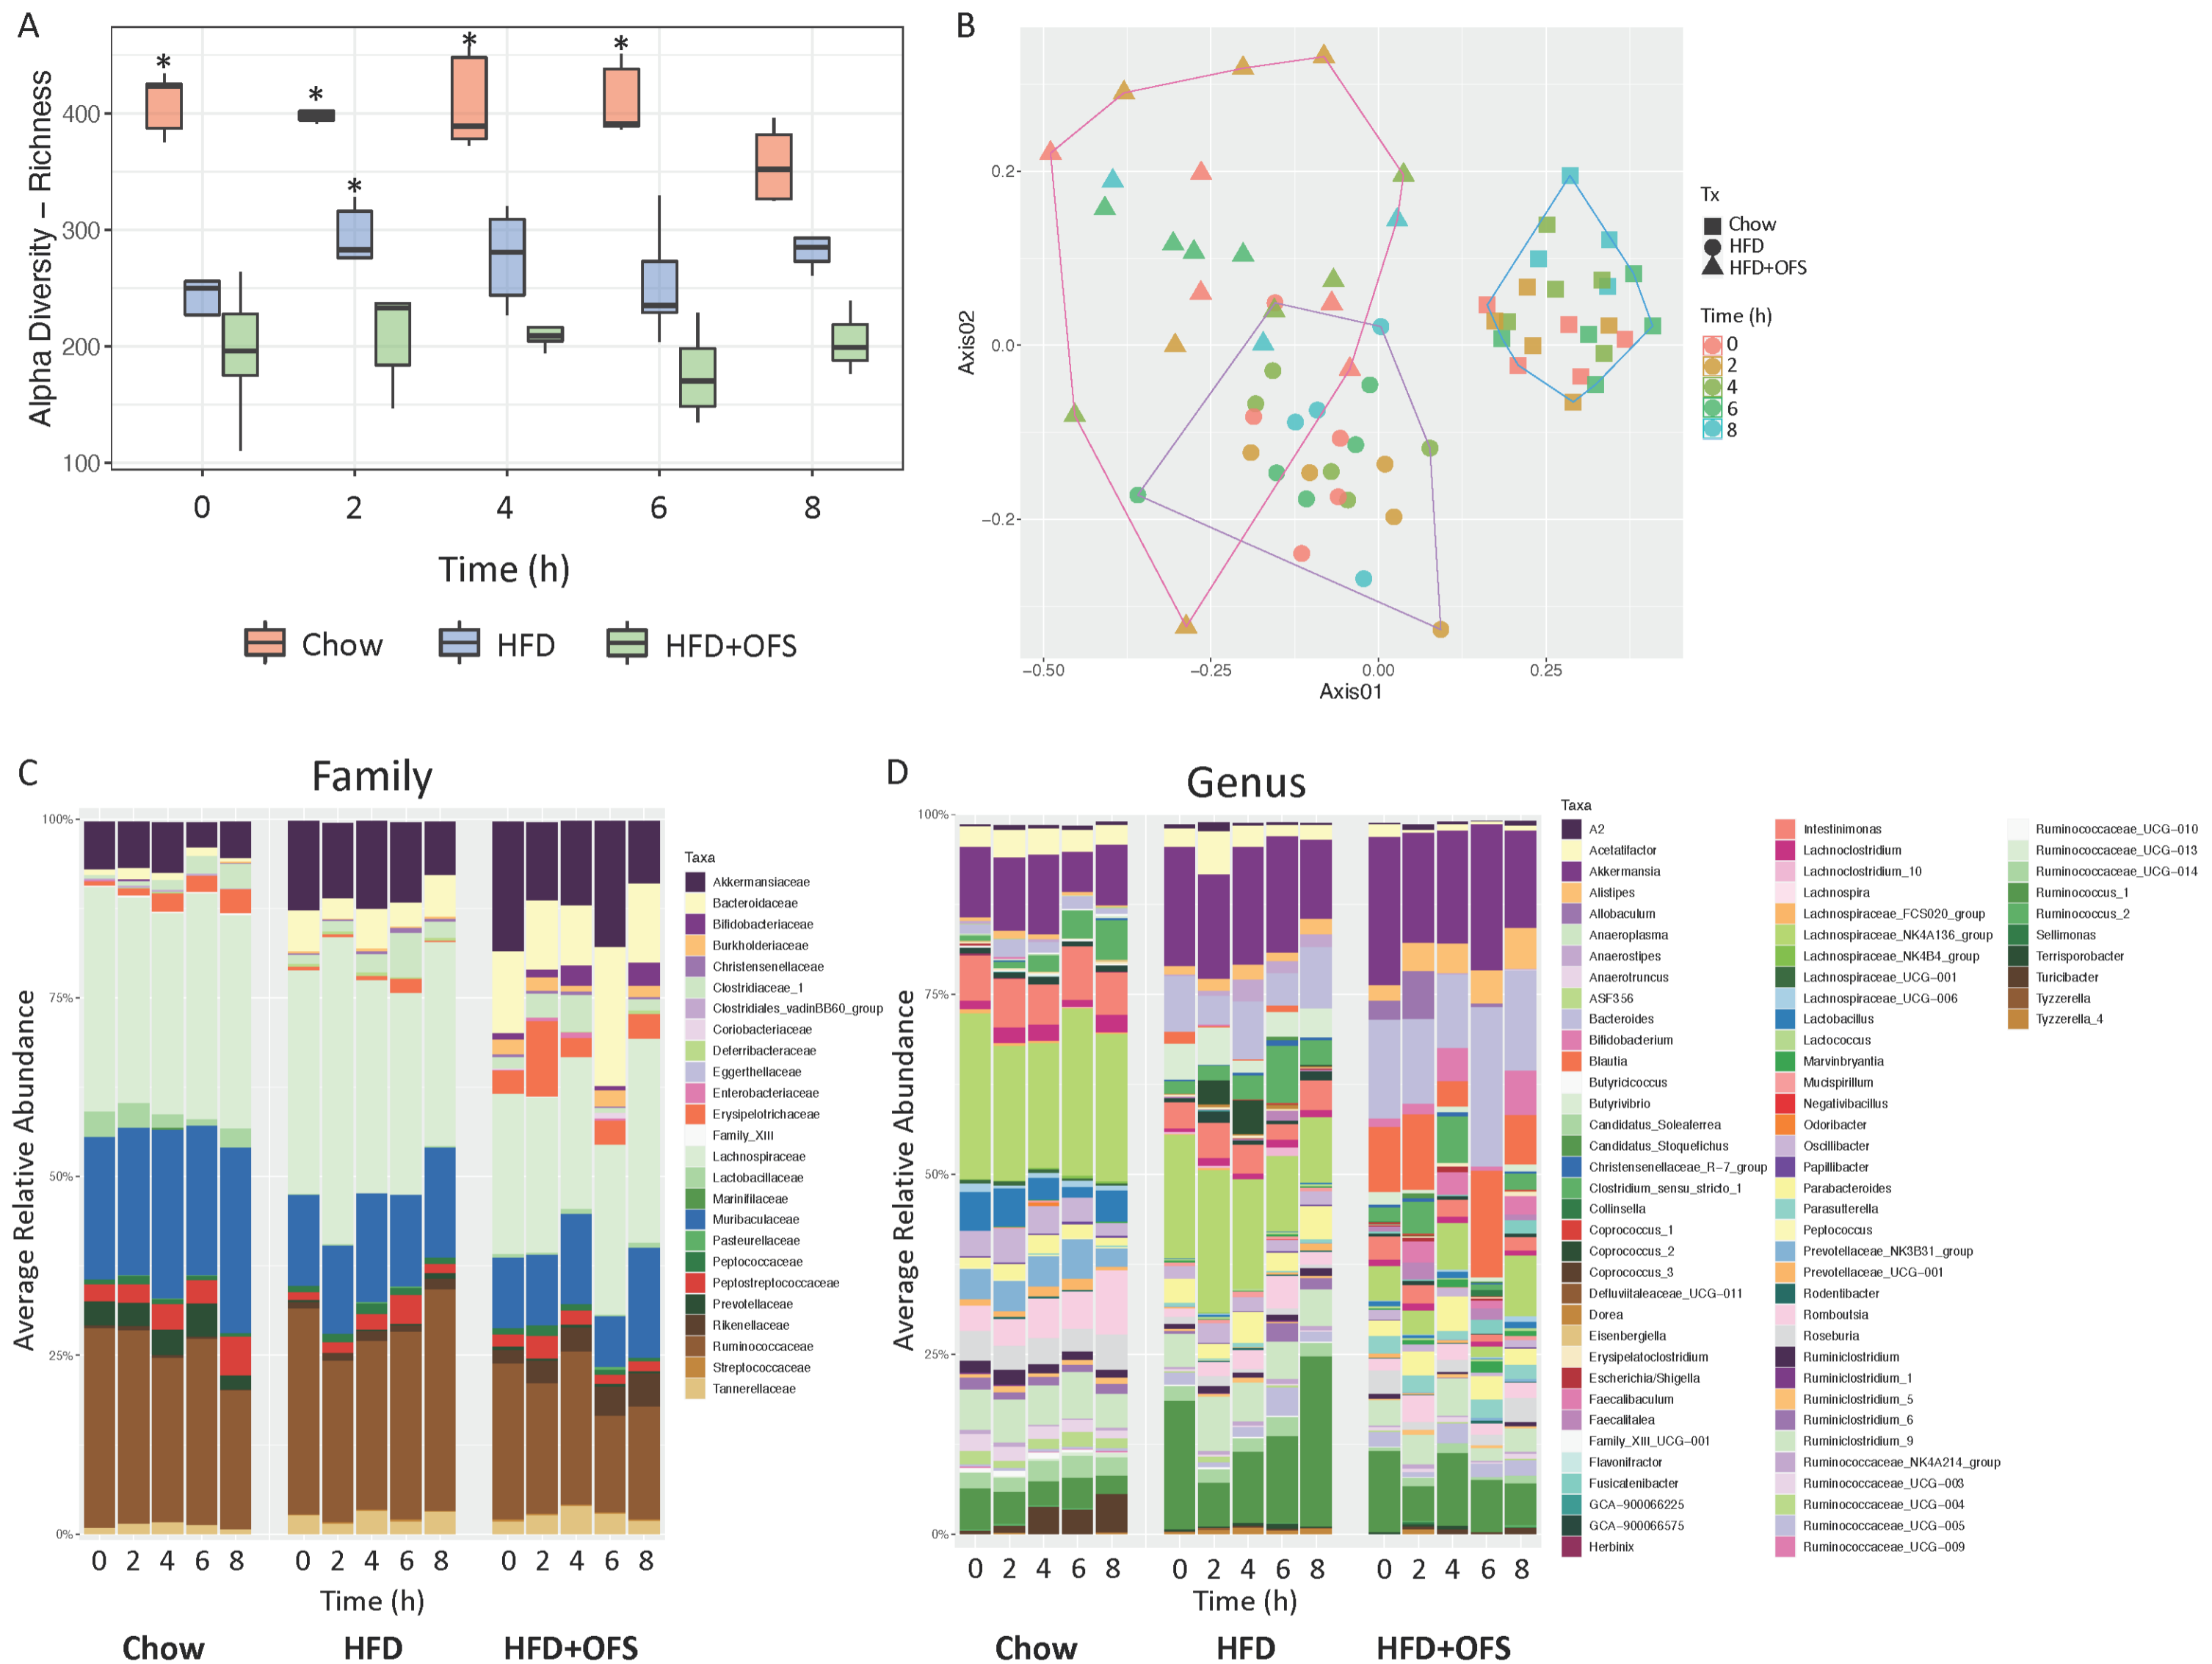 A
Alpha Diversity – Richness
400
300
200
100
*
*
*
*
*
0 2 4 6 8
Time (h)
Chow HFD HFD+OFS
B
Axis02
0.2
0.0
−0.2
−0.50 −0.25 0.00 0.25
Axis01
Tx
Chow
HFD
HFD+OFS
Time (h)
0
2
4
6
8
C
Family
Average Relative Abundance
100%
75%
50%
25%
0%
0 2 4 6 8 0 2 4 6 8 0 2 4 6 8
Time (h)
Chow HFD HFD+OFS
Taxa
Akkermansiaceae
Bacteroidaceae
Bifidobacteriaceae
Burkholderiaceae
Christensenellaceae
Clostridiaceae_1
Clostridiales_vadinBB60_group
Coriobacteriaceae
Deferribacteraceae
Eggerthellaceae
Enterobacteriaceae
Erysipelotrichaceae
Family_XIII
Lachnospiraceae
Lactobacillaceae
Marinifilaceae
Muribaculaceae
Pasteurellaceae
Peptococcaceae
Peptostreptococcaceae
Prevotellaceae
Rikenellaceae
Ruminococcaceae
Streptococcaceae
Tannerellaceae
D
Genus
Average Relative Abundance
100%
75%
50%
25%
0%
0 2 4 6 8 0 2 4 6 8 0 2 4 6 8
Time (h)
Chow HFD HFD+OFS
Taxa
A2
Acetatifactor
Akkermansia
Alistipes
Allobaculum
Anaeroplasma
Anaerostipes
Anaerotruncus
ASF356
Bacteroides
Bifidobacterium
Blautia
Butyricicoccus
Butyrivibrio
Candidatus_Soleaferrea
Candidatus_Stoquefichus
Christensenellaceae_R−7_group
Clostridium_sensu_stricto_1
Collinsella
Coprococcus_1
Coprococcus_2
Coprococcus_3
Defluviitaleaceae_UCG−011
Dorea
Eisenbergiella
Erysipelatoclostridium
Escherichia/Shigella
Faecalibaculum
Faecalitalea
Family_XIII_UCG−001
Flavonifractor
Fusicatenibacter
GCA−900066225
GCA−900066575
Herbinix
Intestinimonas
Lachnoclostridium
Lachnoclostridium_10
Lachnospira
Lachnospiraceae_FCS020_group
Lachnospiraceae_NK4A136_group
Lachnospiraceae_NK4B4_group
Lachnospiraceae_UCG−001
Lachnospiraceae_UCG−006
Lactobacillus
Lactococcus
Marvinbryantia
Mucispirillum
Negativibacillus
Odoribacter
Oscillibacter
Papillibacter
Parabacteroides
Parasutterella
Peptococcus
Prevotellaceae_NK3B31_group
Prevotellaceae_UCG−001
Rodentibacter
Romboutsia
Roseburia
Ruminiclostridium
Ruminiclostridium_1
Ruminiclostridium_5
Ruminiclostridium_6
Ruminiclostridium_9
Ruminococcaceae_NK4A214_group
Ruminococcaceae_UCG−003
Ruminococcaceae_UCG−004
Ruminococcaceae_UCG−005
Ruminococcaceae_UCG−009
Ruminococcaceae_UCG−010
Ruminococcaceae_UCG−013
Ruminococcaceae_UCG−014
Ruminococcus_1
Ruminococcus_2
Sellimonas
Terrisporobacter
Turicibacter
Tyzzerella
Tyzzerella_4